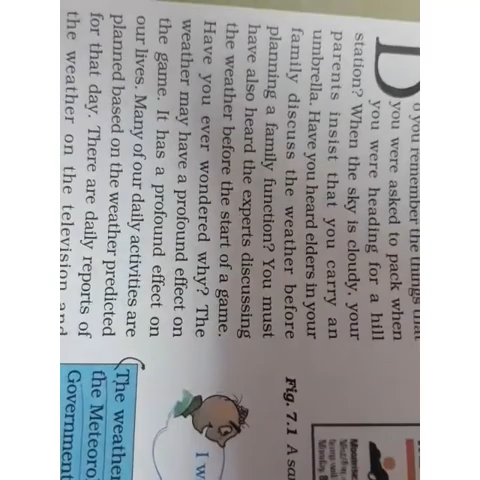 Do you remember the things that
you were asked to pack when
you were heading for a hill
station? When the sky is cloudy, your
parents insist that you carry an
umbrella. Have you heard elders in your
family discuss the weather before
planning a family function? You must
have also heard the experts discussing
the weather before the start of a game.
Have you ever wondered why? The
weather may have a profound effect on
the game. It has a profound effect on
our lives. Many of our daily activities are
planned based on the weather predicted
for that day. There are daily reports of
the weather on the television and
Fig. 7.1 A sa
I w
The weather
the Meteoro
Government